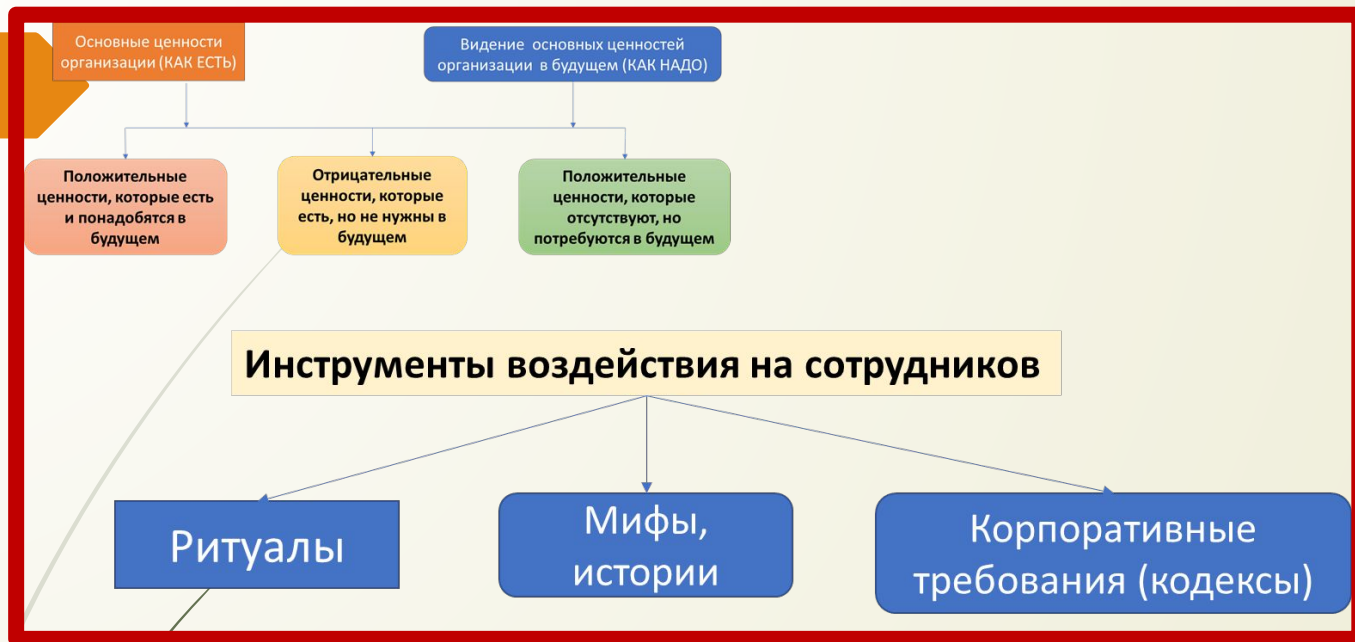 Основные ценности
организации (КАК ЕСТЬ)
Видение основных ценностей
организации в будущем (КАК НАДО)
Положительные
ценности, которые есть
и понадобятся в
будущем
Отрицательные
ценности, которые
есть, но не нужны в
будущем
Положительные
ценности, которые
отсутствуют, но
потребуются в будущем
Инструменты воздействия на сотрудников
Ритуалы
Мифы,
истории
Корпоративные
требования (кодексы)